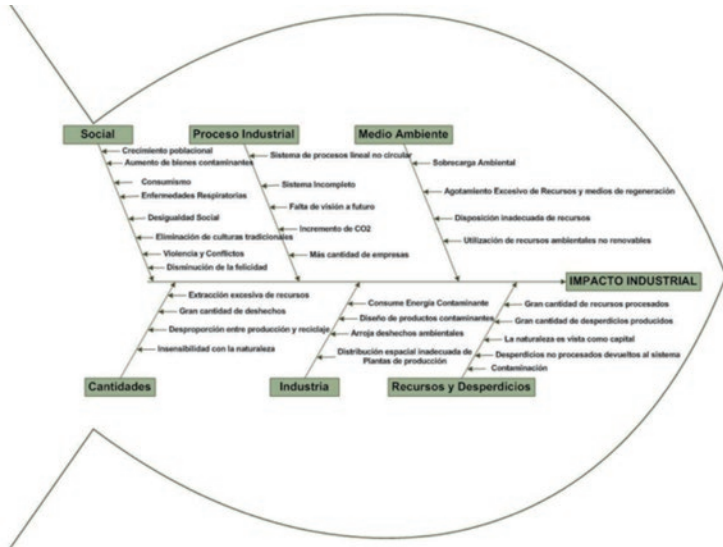 Social
Proceso Industrial
Medio Ambiente
Crecimiento poblacional
Aumento de bienes contaminantes
Consumismo
Enfermedades Respiratorias
Desigualdad Social
Eliminación de culturas tradicionales
Violencia y Conflictos
Disminución de la felicidad
Sistema de procesos lineal no circular
Sistema Incompleto
Falta de visión a futuro
Incremento de CO2
Más cantidad de empresas
Sobrecarga Ambiental
Agotamiento Excesivo de Recursos y medios de regeneración
Disposición inadecuada de recursos
Utilización de recursos ambientales no renovables
IMPACTO INDUSTRIAL
Extracción excesiva de recursos
Gran cantidad de deshechos
Desproporción entre producción y reciclaje
Insensibilidad con la naturaleza
Consume Energía Contaminante
Diseño de productos contaminantes
Arroja deshechos ambientales
Distribución espacial inadecuada de
Plantas de producción
Gran cantidad de recursos procesados
Gran cantidad de desperdicios producidos
La naturaleza es vista como capital
Desperdicios no procesados devueltos al sistema
Contaminación
Cantidades
Industria
Recursos y Desperdicios